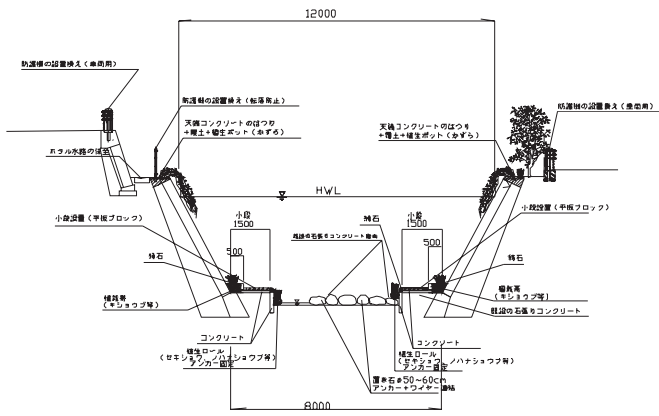 12000
防護柵の設置換え（車両用）
防護柵の設置換え（転落防止）
天端コンクリートのはつり
+覆土+植生ポット（かずら）
ホタル水路の
天端コンクリートのはつり
+覆土+植生ポット（かずら）
防護柵の設置換え（車両用）
HWL
小段設置（平板ブロック）
小段
1500
500
捨石
植栽帯
（キショウブ等）
コンクリート
植生ロール
（セキショウ、ノハナショウブ等）
アンカー固定
既設の石張りコンクリート
捨石
小段
1500
500
小段設置（平板ブロック）
捨石
植栽帯
（キショウブ等）
既設の石張りコンクリート
コンクリート
植生ロール
（セキショウ、ノハナショウブ等）
アンカー固定
置き石φ50~60cm
アンカー+ワイヤー連結
8000